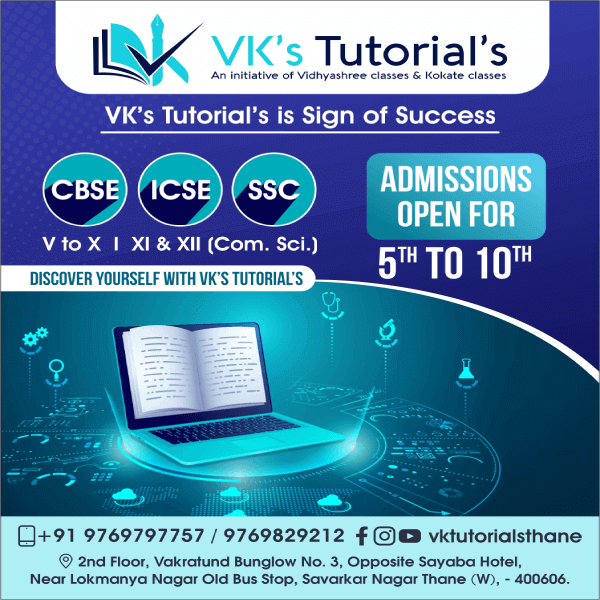 VK's Tutorial's
An initiative of Vidhyashree classes & Kokate classes
VK's Tutorial's is Sign of Success
CBSE ICSE SSC
V to X I XI & XII (Com. Sci.)
ADMISSIONS
OPEN FOR
5TH TO 10TH
DISCOVER YOURSELF WITH VK'S TUTORIAL'S
+91 9769797757 / 9769829212 vktutorialsthane
2nd Floor, Vakratund Bunglow No. 3, Opposite Sayaba Hotel,
Near Lokmanya Nagar Old Bus Stop, Savarkar Nagar Thane (W), - 400606.